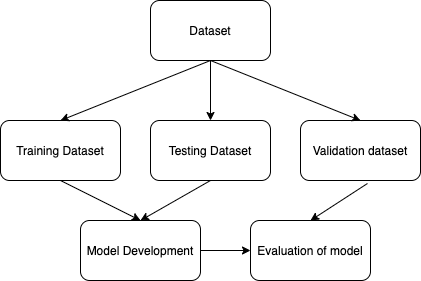 Dataset
Training Dataset
Testing Dataset
Validation dataset
Model Development
Evaluation of model